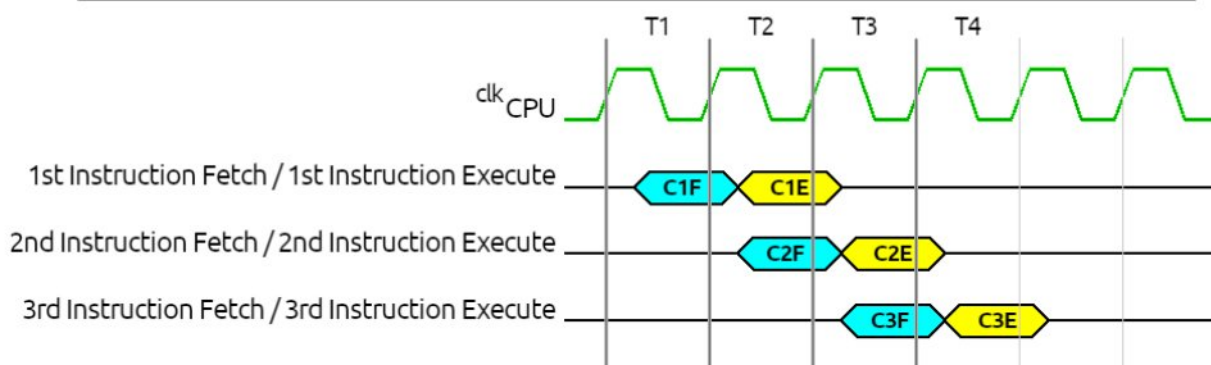 T1 T2 T3 T4
clkCPU
1st Instruction Fetch / 1st Instruction Execute C1F C1E
2nd Instruction Fetch / 2nd Instruction Execute C2F C2E
3rd Instruction Fetch / 3rd Instruction Execute C3F C3E